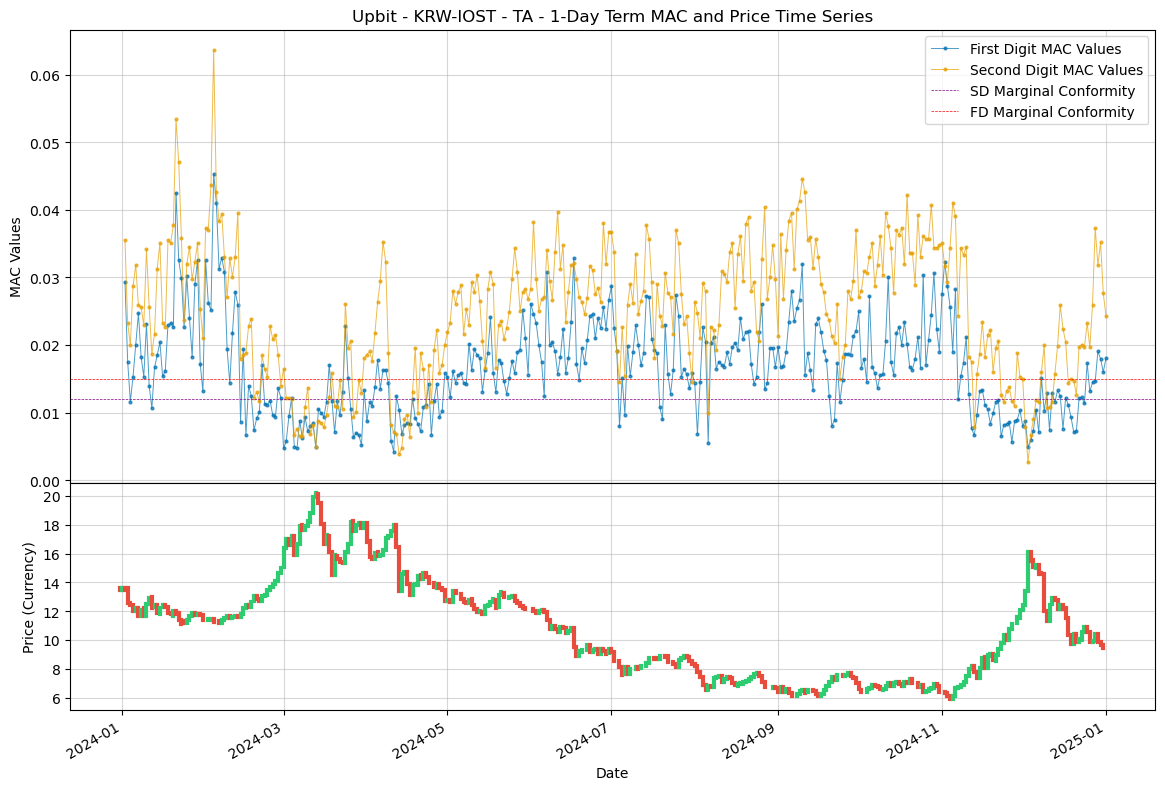 Upbit - KRW-IOST - TA - 1-Day Term MAC and Price Time Series
First Digit MAC Values
Second Digit MAC Values
SD Marginal Conformity
FD Marginal Conformity
MAC Values
0.06
0.05
0.04
0.03
0.02
0.01
0.00
Price (Currency)
20
18
16
14
12
10
8
6
2024-01
2024-03
2024-05
2024-07
2024-09
2024-11
2025-01
Date